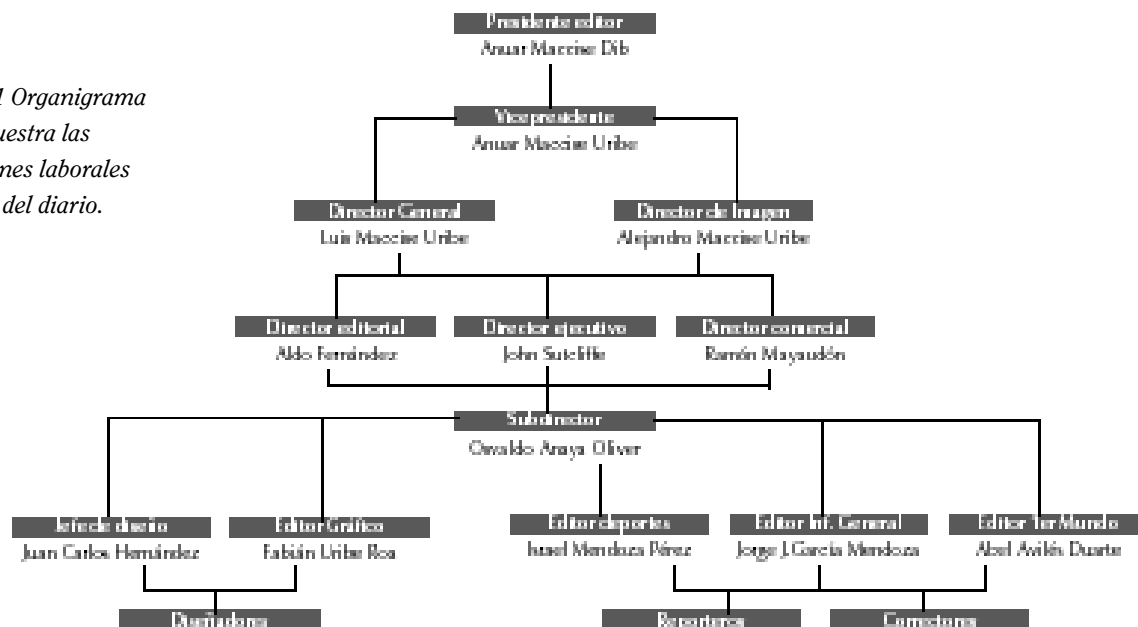 Presidente editor
Anuar Maccise Dib
1 Organigrama
uestra las
nes laborales
del diario.
Vicepresidente
Anuar Maccise Uribe
Director General
Luis Maccise Uribe
Director de Imagen
Alejandro Maccise Uribe
Director editorial
Aldo Fernández
Director ejecutivo
John Sutcliffe
Director comercial
Ramón Mayaudón
Subdirector
Osvaldo Anaya Oliver
Jefe de diseño
Juan Carlos Hernández
Editor Gráfico
Fabián Uribe Roa
Editor deportes
Israel Mendoza Pérez
Editor Inf. General
Jorge J. García Mendoza
Editor 1er Mundo
Abel Avilés Duarte
Diseñadores
Reporteros
Correctores